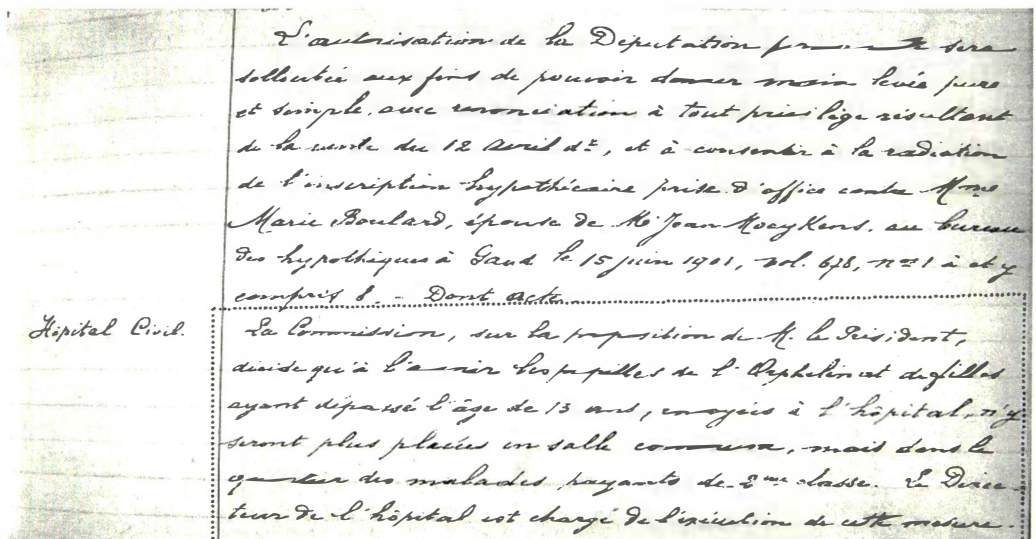 L'autorisation de la Députation sera
sollicitée aux fins de pouvoir donner main levée pure
et simple, avec renonciation à tout privilège résultant
de la vente du 12 avril dt, et à consentir à la radiation
de l'inscription hypothécaire prise d'office contre Mme
Marie Boulard, épouse de Mr Jean Moeykens, au bureau
des hypothèques à Gand le 15 juin 1901, vol. 678, no 1 à et y
compris 8. - Dont acte.
Hôpital Civil.
La Commission, sur la proposition de M. le Président,
décide qu'à l'avenir les pupilles de l'Orphelinat de filles
ayant dépassé l'âge de 13 ans, envoyées à l'hôpital, n'y
seront plus placées en salle commune, mais dans le
quartier des malades payants de 2me classe. Le Direc-
teur de l'hôpital est chargé de l'exécution de cette mesure.